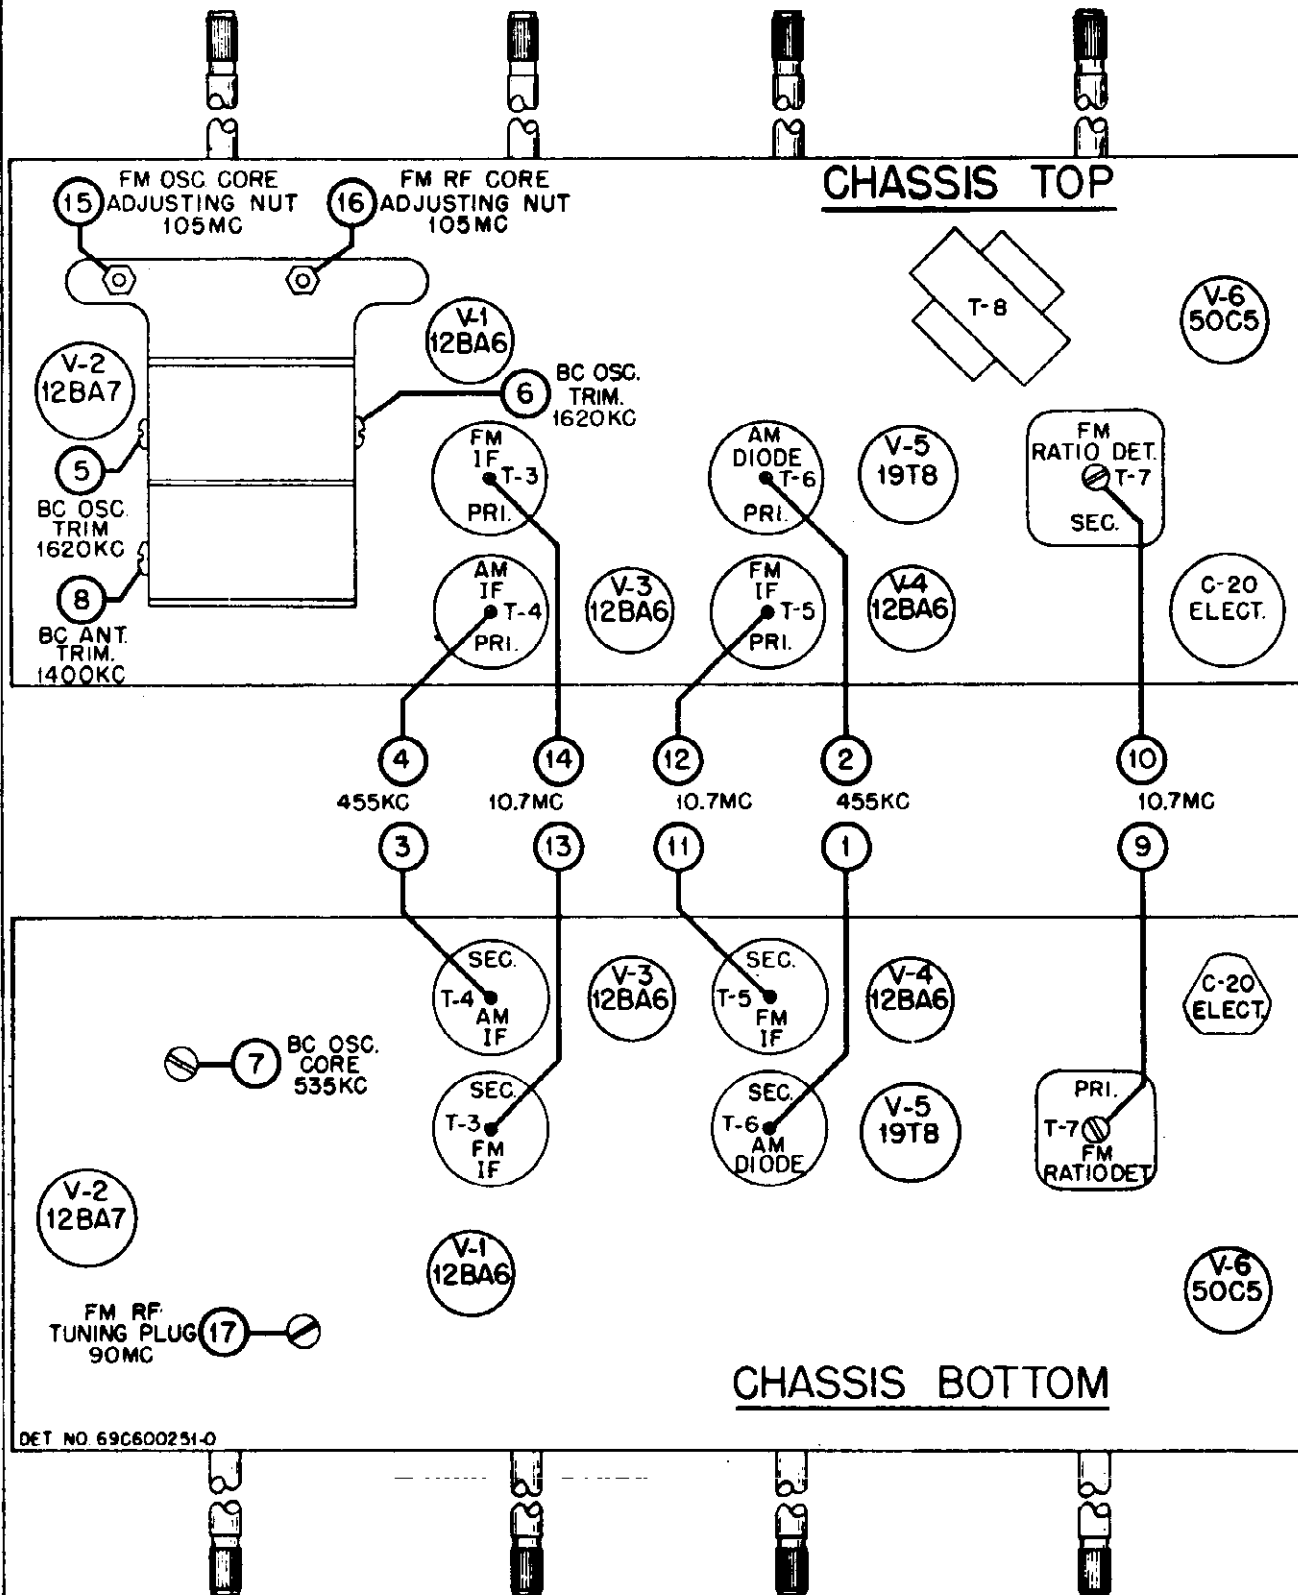 CHASSIS TOP
15
FM OSC CORE
ADJUSTING NUT
105MC
16
FM RF CORE
ADJUSTING NUT
105MC
V-2
12BA7
V-1
12BA6
6
BC OSC.
TRIM.
1620KC
T-8
V-6
50C5
5
BC OSC.
TRIM
1620KC
8
BC ANT.
TRIM.
1400KC
FM
IF
T-3
PRI.
AM
DIODE
T-6
PRI.
V-5
19T8
FM
RATIO DET.
T-7
SEC.
AM
IF
T-4
PRI.
V-3
12BA6
FM
IF
T-5
PRI.
V-4
12BA6
C-20
ELECT.
4
14
12
2
10
455KC
10.7MC
10.7MC
455KC
10.7MC
3
13
11
1
9
SEC.
T-4
AM
IF
V-3
12BA6
SEC.
T-5
FM
IF
V-4
12BA6
C-20
ELECT.
7
BC OSC.
CORE
535KC
SEC.
T-3
FM
IF
SEC.
T-6
AM
DIODE
V-5
19T8
PRI.
T-7
FM
RATIO DET
V-2
12BA7
V-1
12BA6
V-6
50C5
FM RF
TUNING PLUG
90MC
17
CHASSIS BOTTOM
DET NO. 69C600251-0